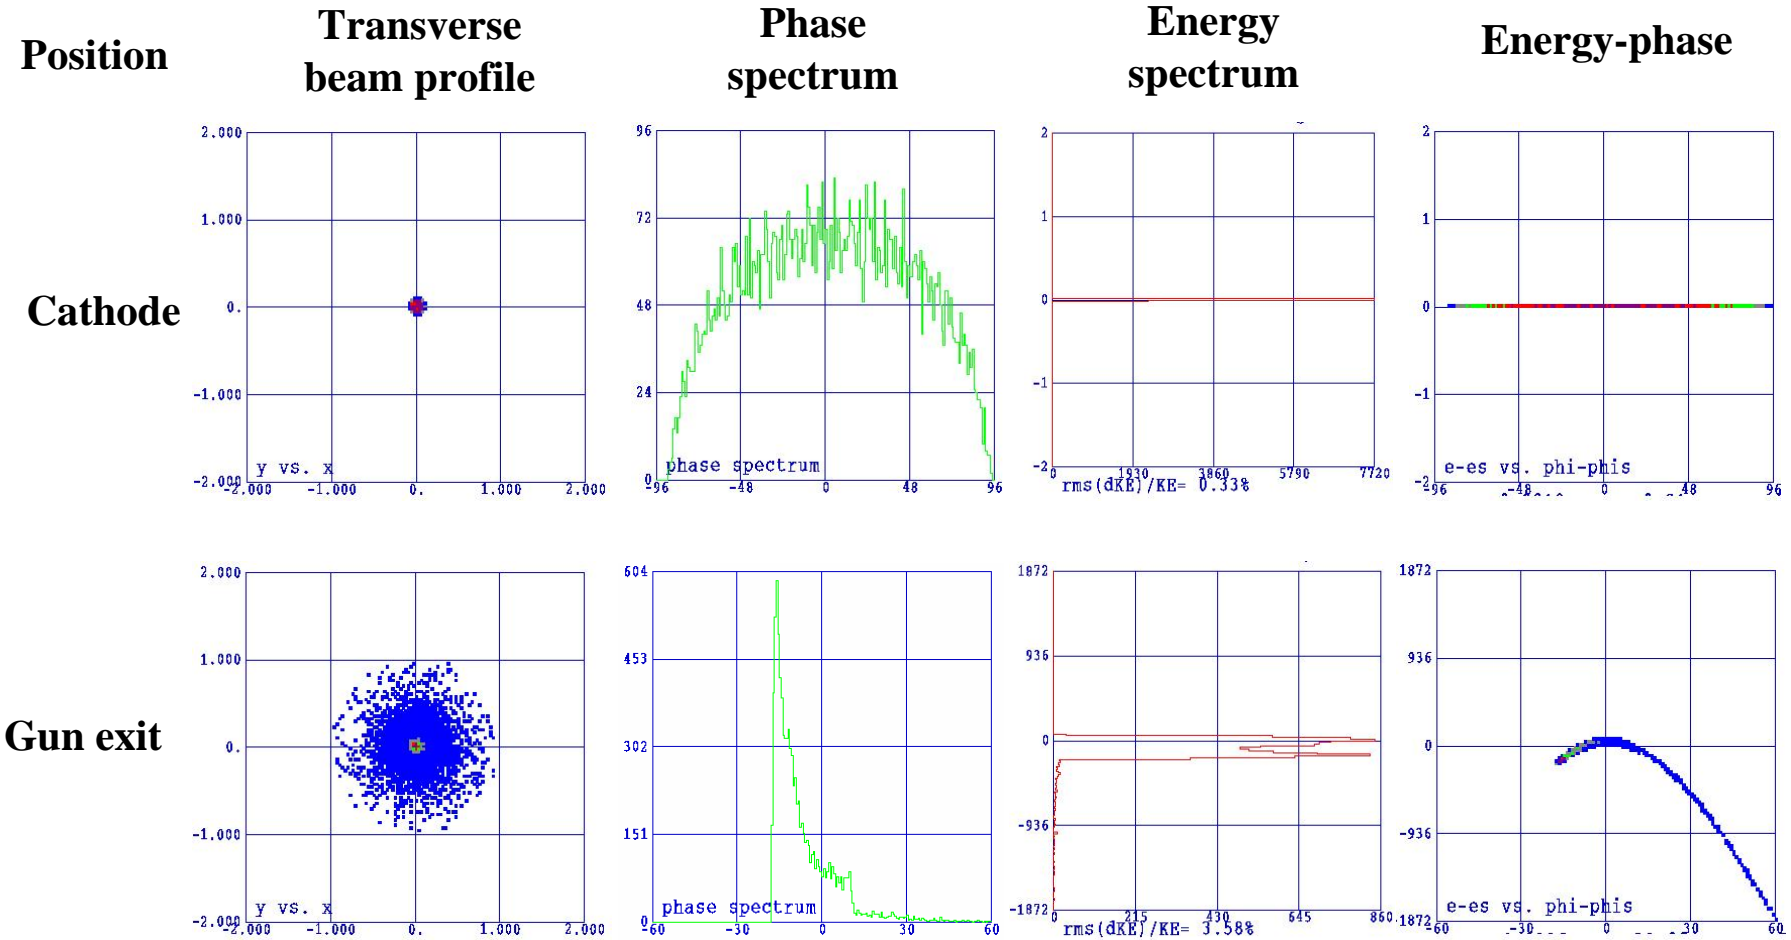 Position
Transverse
beam profile
Phase
spectrum
Energy
spectrum
Energy-phase
Cathode
2.000
1.000
0.
-1.000
-2.000
y vs. x
-2.000 -1.000 0. 1.000 2.000
96
72
48
24
0
phase spectrum
-96 -48 0 48 96
2
1
0
-1
-2
0 1930 3860 5790 7720
rms(dKE)/KE= 0.33%
2
1
0
-1
-2
e-es vs. phi-phis
-96 -48 0 48 96
Gun exit
2.000
1.000
0.
-1.000
-2.000
y vs. x
-2.000 -1.000 0. 1.000 2.000
604
453
302
151
0
phase spectrum
-60 -30 0 30 60
1872
936
0
-936
-1872
0 215 430 645 860
rms(dKE)/KE= 3.58%
1872
936
0
-936
-1872
e-es vs. phi-phis
-60 -30 0 30 60